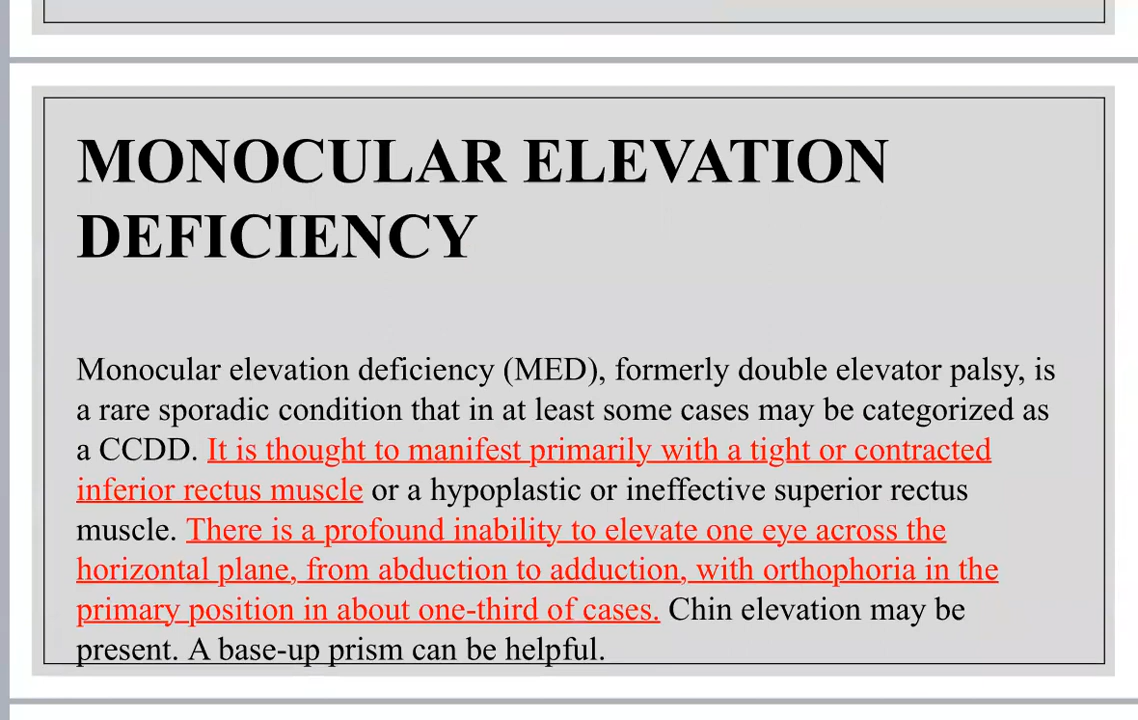 MONOCULAR ELEVATION
DEFICIENCY
Monocular elevation deficiency (MED), formerly double elevator palsy, is
a rare sporadic condition that in at least some cases may be categorized as
a CCDD. It is thought to manifest primarily with a tight or contracted
inferior rectus muscle or a hypoplastic or ineffective superior rectus
muscle. There is a profound inability to elevate one eye across the
horizontal plane, from abduction to adduction, with orthophoria in the
primary position in about one-third of cases. Chin elevation may be
present. A base-up prism can be helpful.